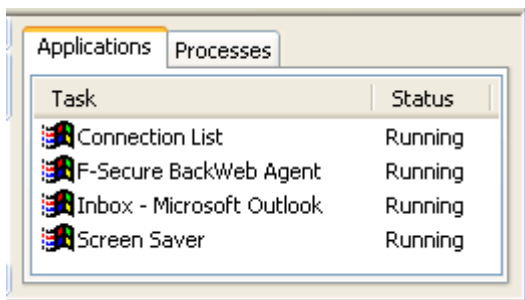 Applications Processes
Task Status
Connection List Running
F-Secure BackWeb Agent Running
Inbox - Microsoft Outlook Running
Screen Saver Running